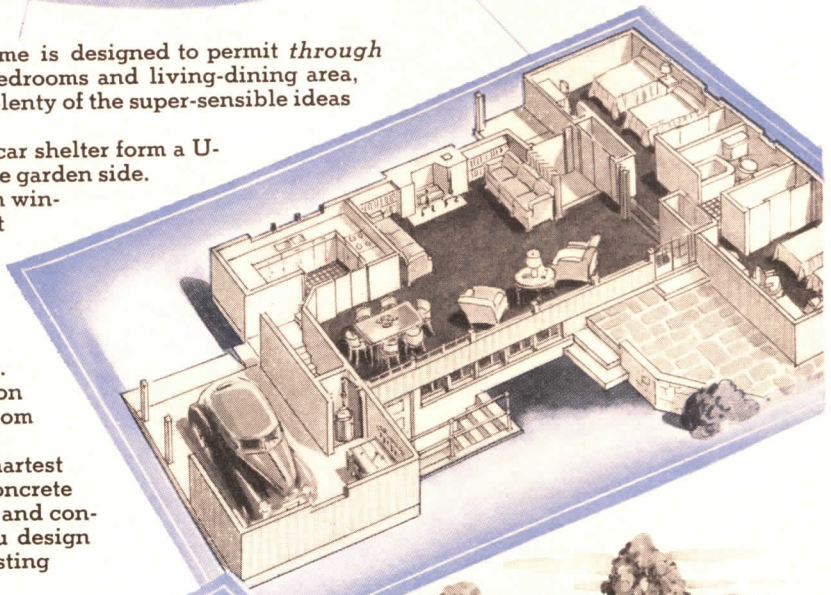 me is designed to permit through
edrooms and living-dining area,
lenty of the super-sensible ideas
car shelter form a U-
e garden side.
n win-
t
.
on
om
artest
oncrete
and con-
u design
sting